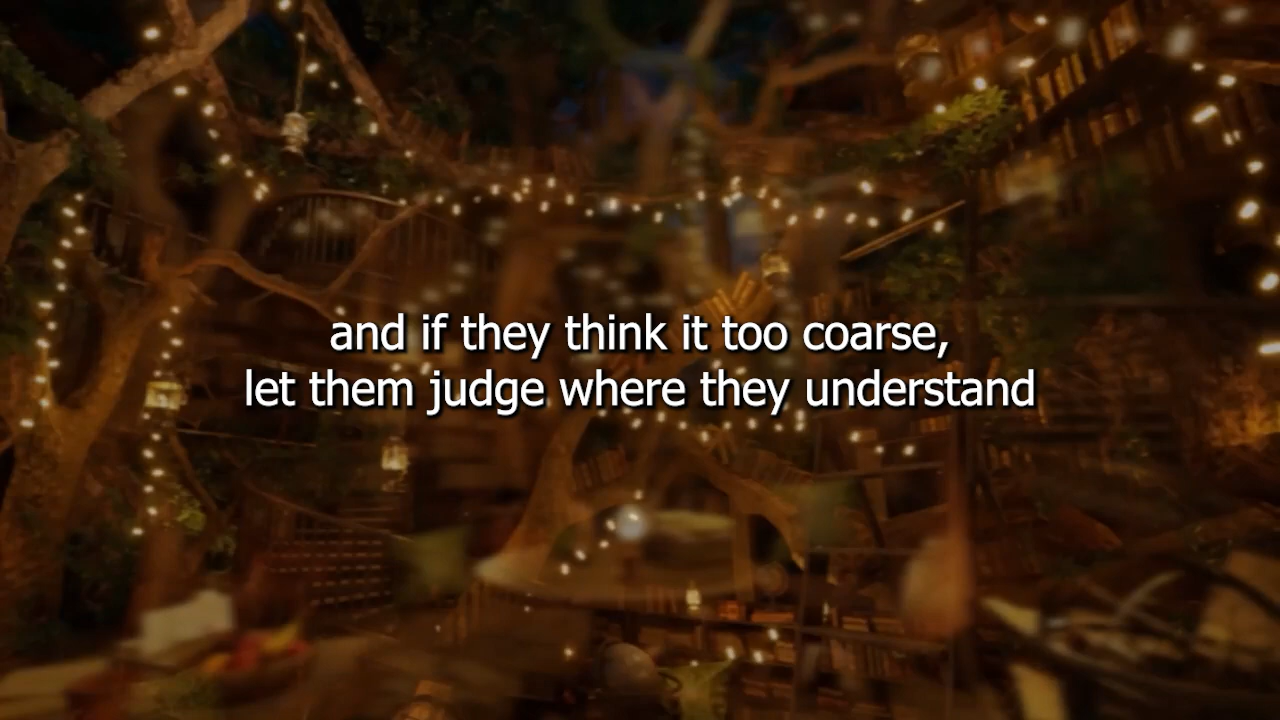 and if they think it too coarse,
let them judge where they understand